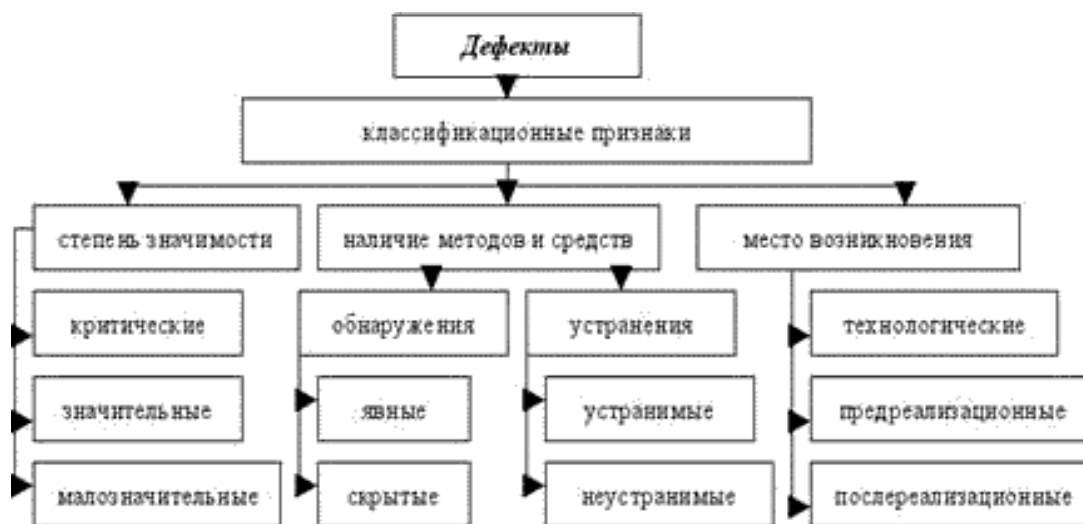 Дефекты
классификационные признаки
степень значимости
наличие методов и средств
место возникновения
критические
обнаружения
устранения
технологические
значительные
явные
устранимые
предреализационные
малозначительные
скрытые
неустранимые
послереализационные